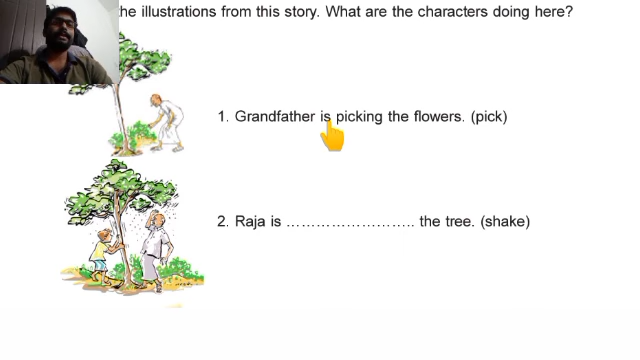 he illustrations from this story. What are the characters doing here?
1. Grandfather is picking the flowers. (pick)
2. Raja is …………………….. the tree. (shake)